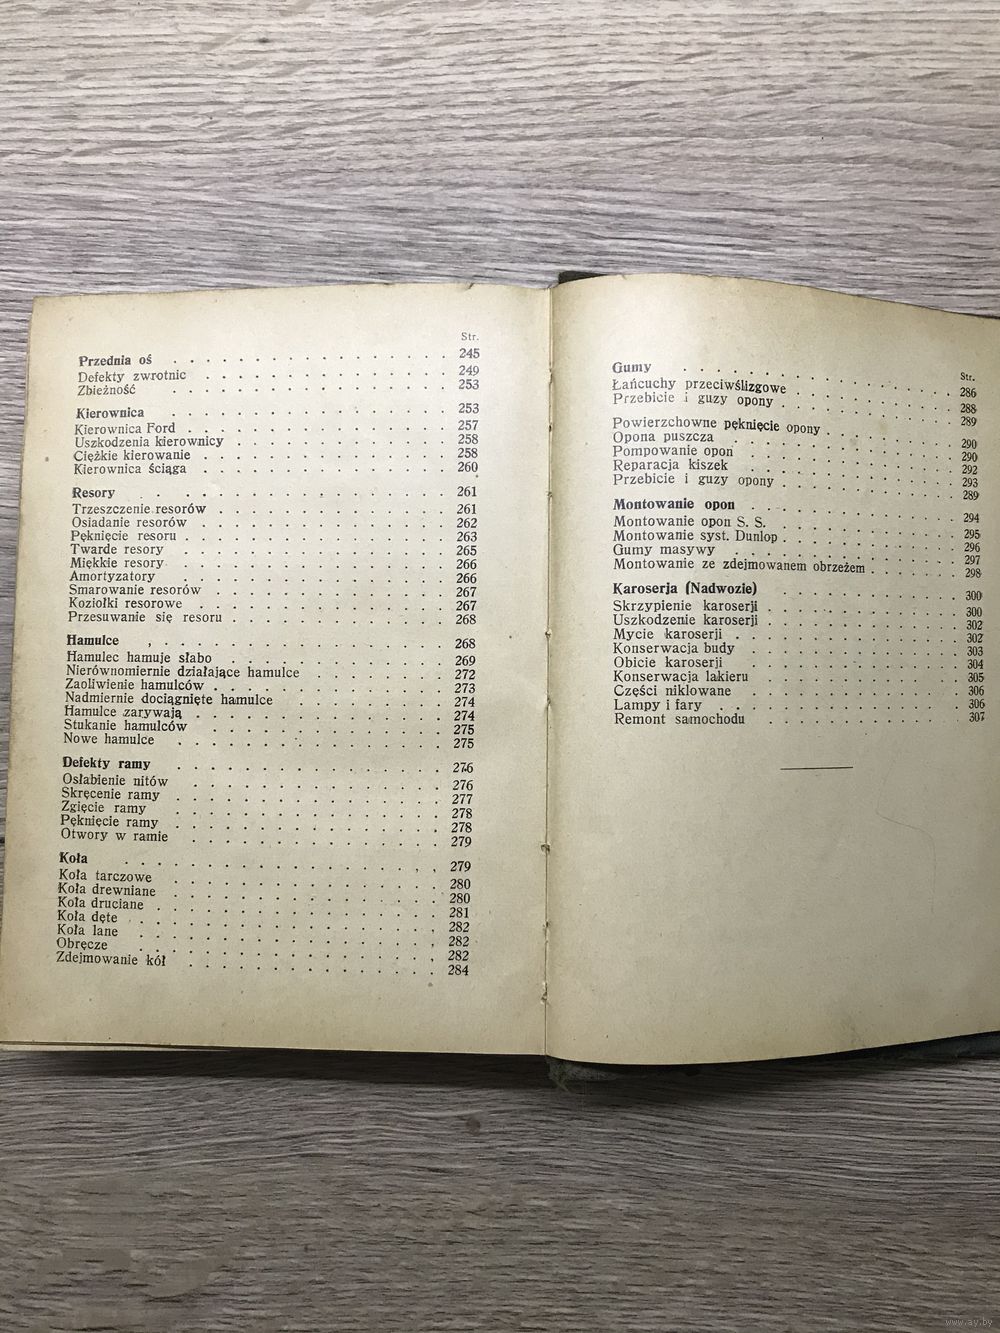 Str.
Przednia oś 245
Defekty zwrotnic 249
Zbieżność 253
Kierownica 253
Kierownica Ford 257
Uszkodzenia kierownicy 258
Ciężkie kierowanie 258
Kierownica ściąga 260
Resory 261
Trzeszczenie resorów 261
Osiadanie resorów 262
Pęknięcie resoru 263
Twarde resory 265
Miękkie resory 266
Amortyzatory 266
Smarowanie resorów 267
Koziołki resorowe 267
Przesuwanie się resoru 268
Hamulce 268
Hamulec hamuje słabo 269
Nierównomiernie działające hamulce 272
Zaoliwienie hamulców 273
Nadmiernie dociągnięte hamulce 274
Hamulce zarywają 274
Stukanie hamulców 275
Nowe hamulce 275
Defekty ramy 276
Osłabienie nitów 276
Skręcenie ramy 277
Zgięcie ramy 278
Pęknięcie ramy 278
Otwory w ramie 279
Koła 279
Koła tarczowe 280
Koła drewniane 280
Koła druciane 281
Koła dęte 282
Koła lane 282
Obręcze 282
Zdejmowanie kół 284
Str.
Gumy 286
Łańcuchy przeciwślizgowe 288
Przebicie i guzy opony 289
Powierzchowne pęknięcie opony 290
Opona puszcza 290
Pompowanie opon 292
Reparacja kiszek 293
Przebicie i guzy opony 289
Montowanie opon 294
Montowanie opon S. S. 295
Montowanie syst. Dunlop 296
Gumy masywy 297
Montowanie ze zdejmowanem obrzeżem 298
Karoserja (Nadwozie) 300
Skrzypienie karoserji 300
Uszkodzenie karoserji 302
Mycie karoserji 302
Konserwacja budy 303
Obicie karoserji 304
Konserwacja lakieru 305
Części niklowane 306
Lampy i fary 306
Remont samochodu 307
www.ay.by